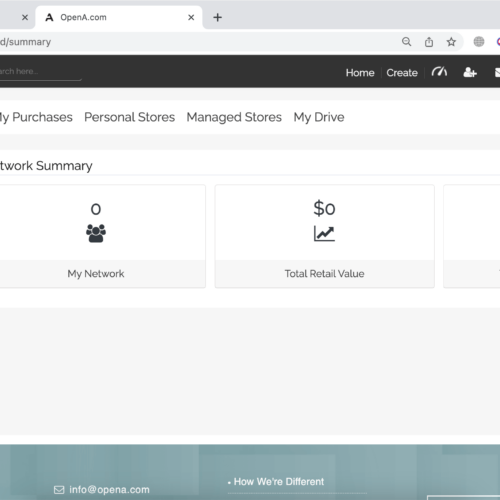 OpenA.com
d/summary
arch here..
Home Create
My Purchases Personal Stores Managed Stores My Drive
twork Summary
0
$0
My Network
Total Retail Value
• How We're Different
info@opena.com